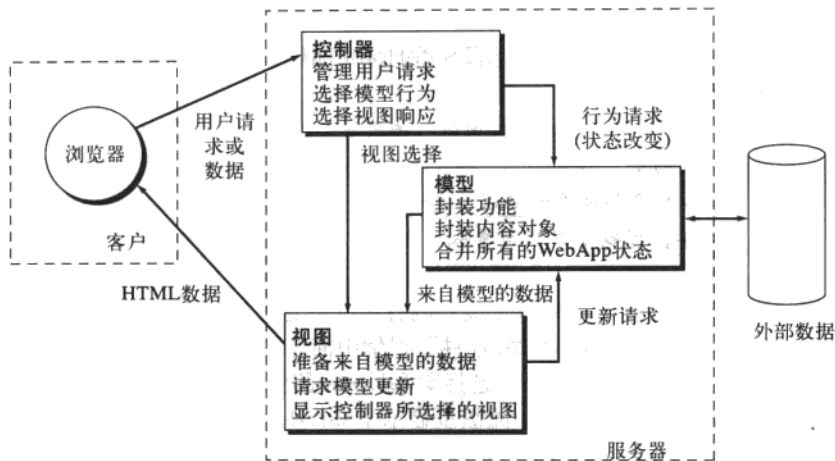 控制器
管理用户请求
选择模型行为
选择视图响应
浏览器
用户请
求或
数据
客户
视图选择
行为请求
(状态改变)
模型
封装功能
封装内容对象
合并所有的WebApp状态
HTML数据
来自模型的数据
更新请求
外部数据
视图
准备来自模型的数据
请求模型更新
显示控制器所选择的视图
服务器